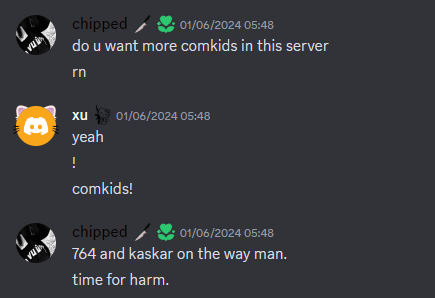 chipped 01/06/2024 05:48
do u want more comkids in this server
rn
xu 01/06/2024 05:48
yeah
!
comkids!
chipped 01/06/2024 05:48
764 and kaskar on the way man.
time for harm.